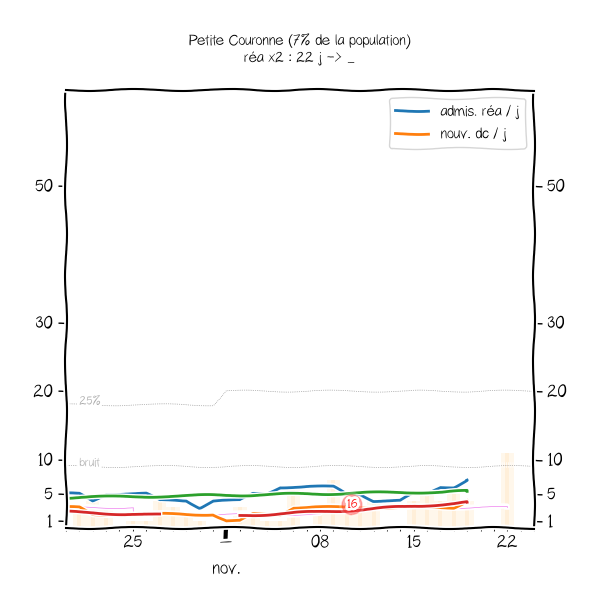 Petite Couronne (7% de la population)
réa x2 : 22 j -> _
admis. réa / j
nouv. dc / j
50 50
30 30
20 20
25%
10 10
bruit
5 5
16
1 1
25 08 15 22
nov.